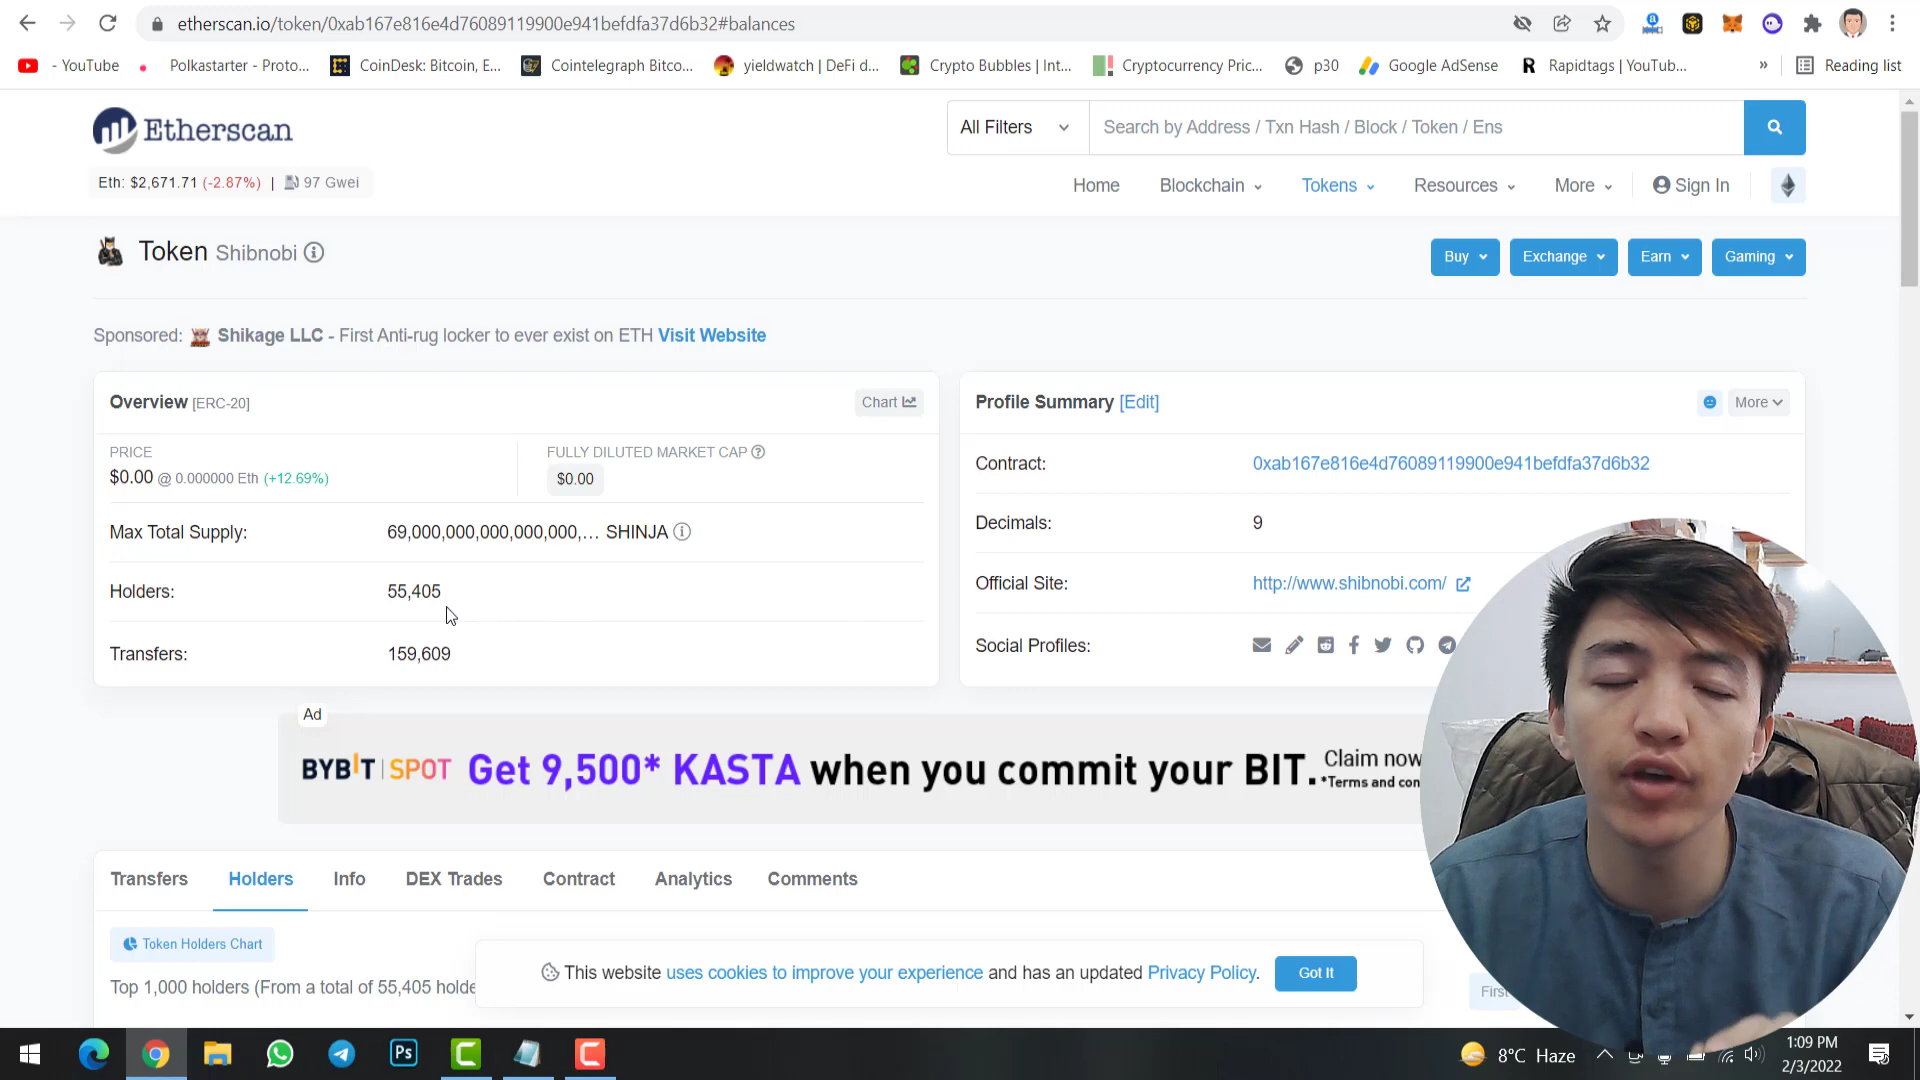 etherscan.io/token/0xab167e816e4d76089119900e941befdfa37d6b32#balances
- YouTube
Polkastarter - Proto...
CoinDesk: Bitcoin, E...
Cointelegraph Bitco...
yieldwatch | DeFi d...
Crypto Bubbles | Int...
Cryptocurrency Pric...
p30
Google AdSense
R
Rapidtags | YouTub...
»
Reading list
Etherscan
All Filters
Search by Address / Txn Hash / Block / Token / Ens
Eth: $2,671.71 (-2.87%) | 97 Gwei
Home
Blockchain
Tokens
Resources
More
Sign In
Token Shibnobi
Buy
Exchange
Earn
Gaming
Sponsored: Shikage LLC - First Anti-rug locker to ever exist on ETH Visit Website
Overview [ERC-20]
Chart
PRICE
$0.00 @ 0.000000 Eth (+12.69%)
FULLY DILUTED MARKET CAP
$0.00
Max Total Supply: 69,000,000,000,000,000,... SHINJA
Holders: 55,405
Transfers: 159,609
Profile Summary [Edit]
More
Contract: 0xab167e816e4d76089119900e941befdfa37d6b32
Decimals: 9
Official Site: http://www.shibnobi.com/
Social Profiles:
Ad
BYBIT | SPOT Get 9,500* KASTA when you commit your BIT.
Claim now
*Terms and con
Transfers
Holders
Info
DEX Trades
Contract
Analytics
Comments
Token Holders Chart
Top 1,000 holders (From a total of 55,405 holde
First
This website uses cookies to improve your experience and has an updated Privacy Policy.
Got It
Ps
8°C Haze
1:09 PM
2/3/2022